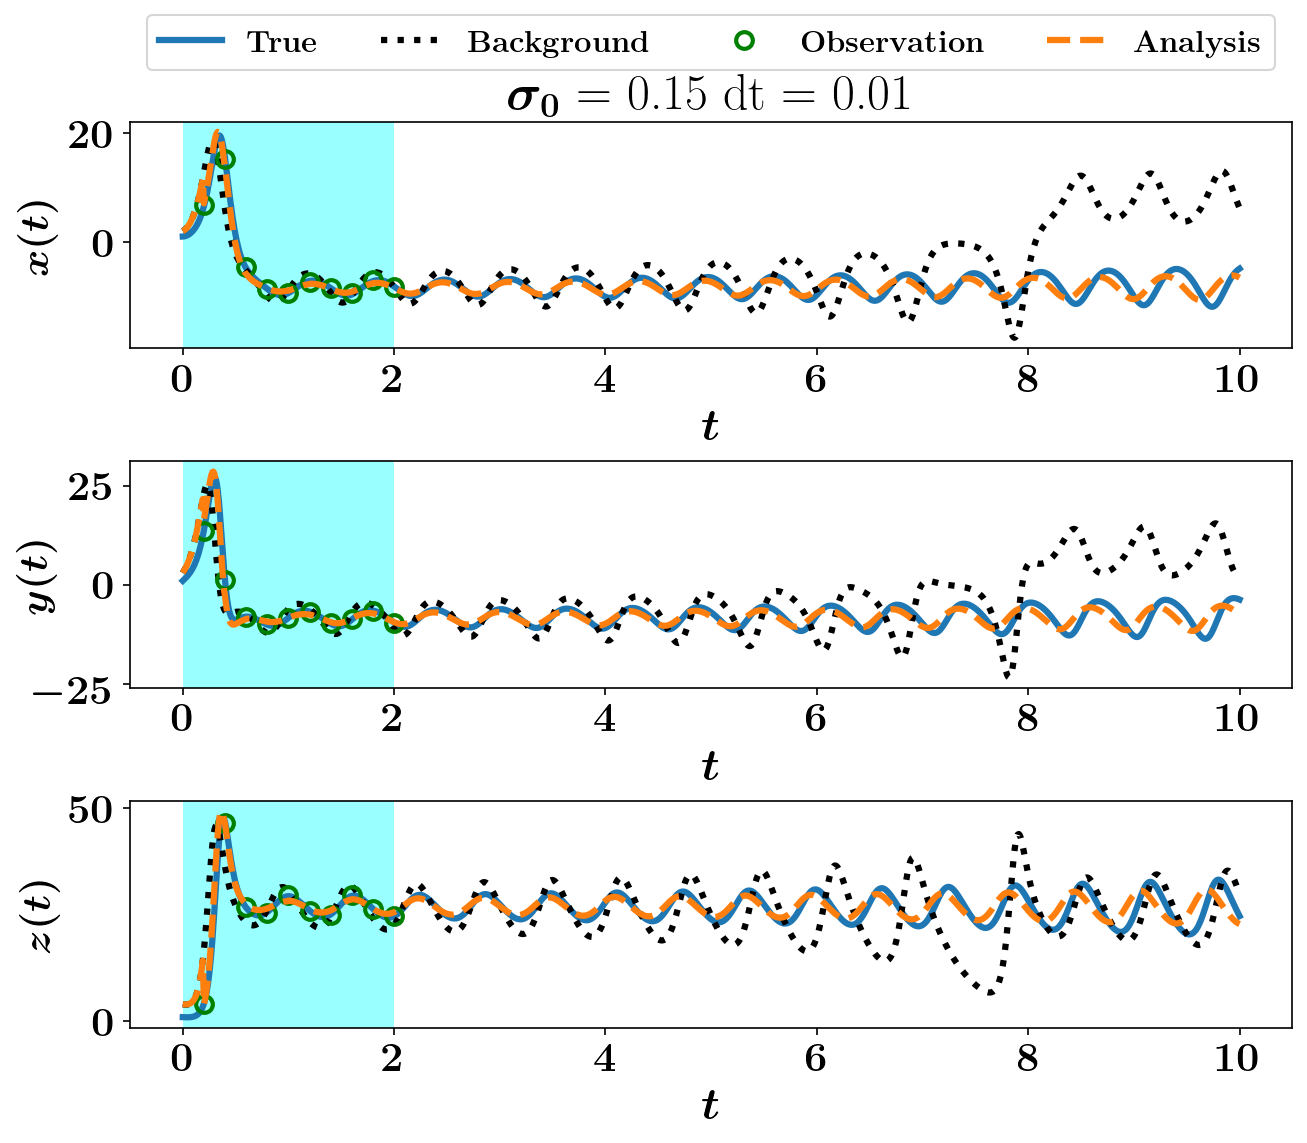 True Background Observation Analysis
σ₀ = 0.15 dt = 0.01
20
0
x(t)
0 2 4 6 8 10
t
25
0
−25
y(t)
0 2 4 6 8 10
t
50
0
z(t)
0 2 4 6 8 10
t